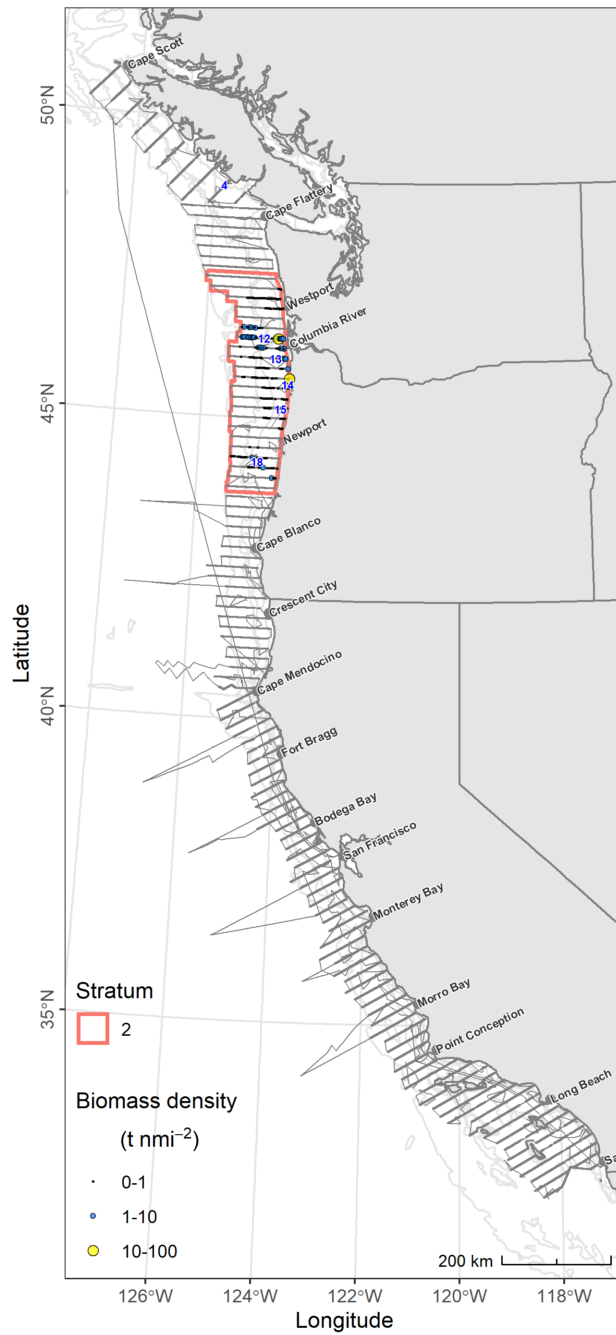 Cape Scott
50°N
4
Cape Flattery
Westport
Columbia River
12
13
14
45°N
15
Newport
18
Cape Blanco
Latitude
Crescent City
Cape Mendocino
40°N
Fort Bragg
Bodega Bay
San Francisco
Monterey Bay
Stratum
2
35°N
Morro Bay
Point Conception
Biomass density
(t nmi−2)
Long Beach
Sa
0-1
1-10
10-100
200 km
126°W 124°W 122°W 120°W 118°W
Longitude